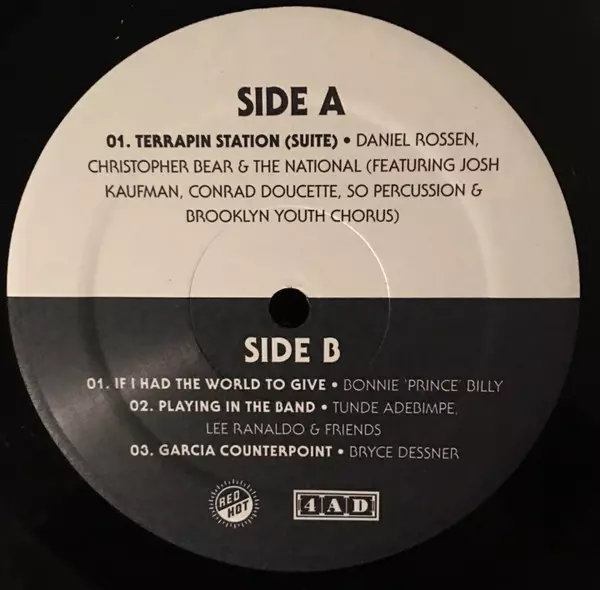 SIDE A
01. TERRAPIN STATION (SUITE) • DANIEL ROSSEN,
CHRISTOPHER BEAR & THE NATIONAL (FEATURING JOSH
KAUFMAN, CONRAD DOUCETTE, SO PERCUSSION &
BROOKLYN YOUTH CHORUS)
SIDE B
01. IF I HAD THE WORLD TO GIVE • BONNIE 'PRINCE' BILLY
02. PLAYING IN THE BAND • TUNDE ADEBIMPE,
LEE RANALDO & FRIENDS
03. GARCIA COUNTERPOINT • BRYCE DESSNER
RED
HOT
4AD